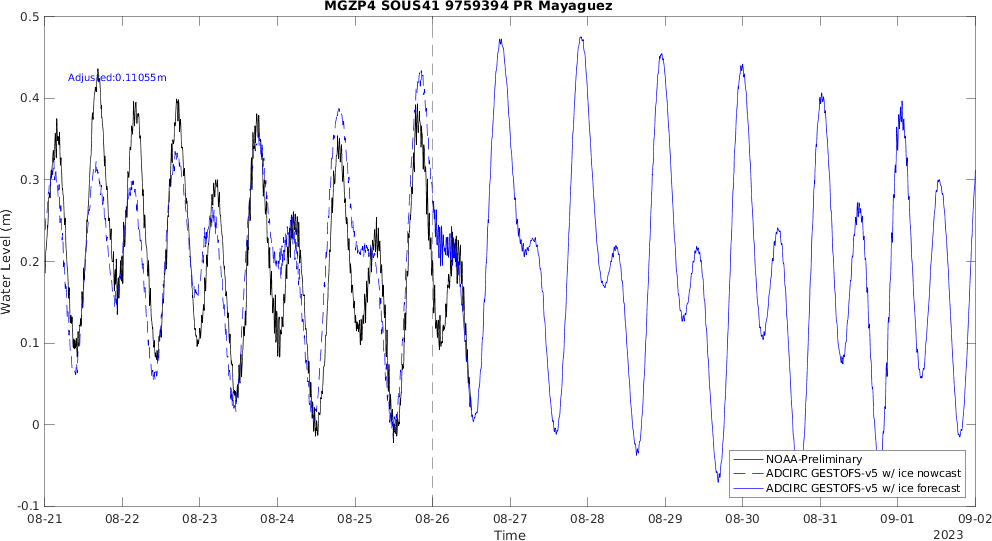 MGZP4 SOUS41 9759394 PR Mayaguez
Adjusted:0.11055m
0.5
0.4
0.3
0.2
0.1
0
-0.1
Water Level (m)
NOAA-Preliminary
ADCIRC GESTOFS-v5 w/ ice nowcast
ADCIRC GESTOFS-v5 w/ ice forecast
08-21 08-22 08-23 08-24 08-25 08-26 08-27 08-28 08-29 08-30 08-31 09-01 09-02
Time
2023